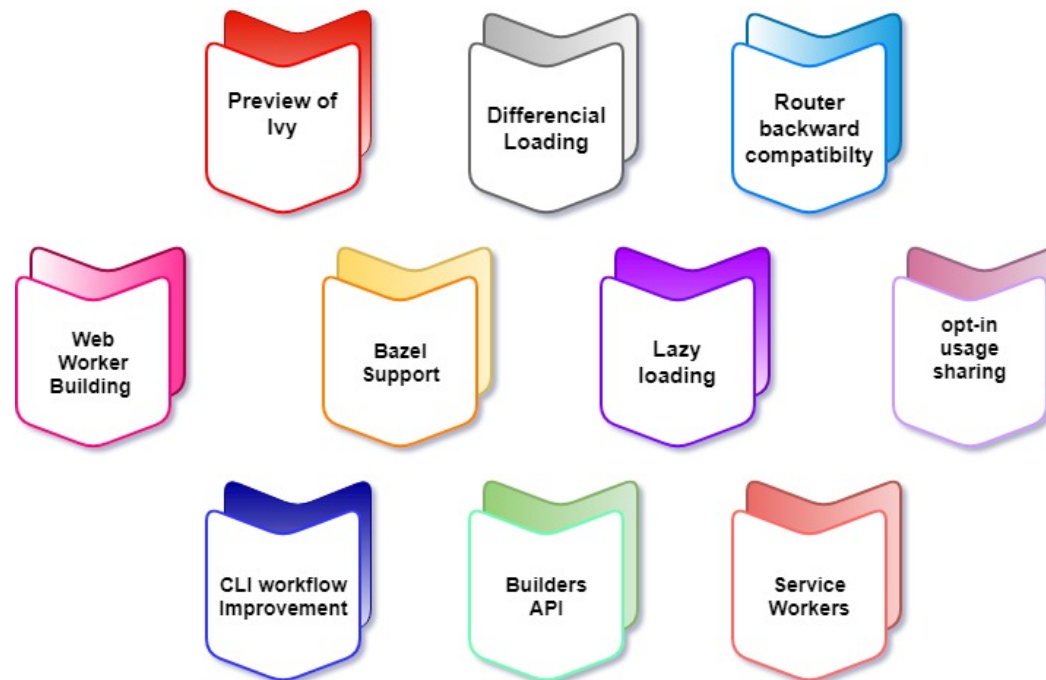 Preview of
Ivy
Differencial
Loading
Router
backward
compatibilty
Web
Worker
Building
Bazel
Support
Lazy
loading
opt-in
usage
sharing
CLI workflow
Improvement
Builders
API
Service
Workers